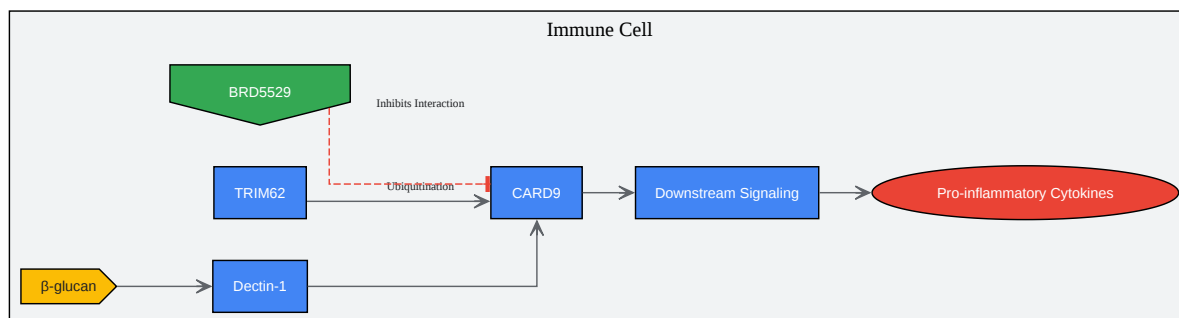 Immune Cell
BRD5529
Inhibits Interaction
TRIM62
Ubiquitination
CARD9
Downstream Signaling
Pro-inflammatory Cytokines
β-glucan
Dectin-1